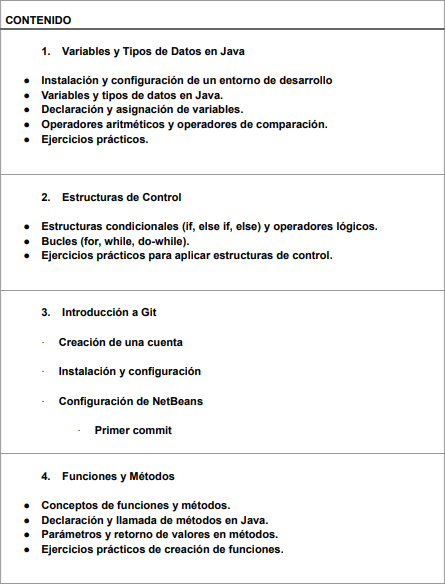 CONTENIDO
1. Variables y Tipos de Datos en Java
● Instalación y configuración de un entorno de desarrollo
● Variables y tipos de datos en Java.
● Declaración y asignación de variables.
● Operadores aritméticos y operadores de comparación.
● Ejercicios prácticos.
2. Estructuras de Control
● Estructuras condicionales (if, else if, else) y operadores lógicos.
● Bucles (for, while, do-while).
● Ejercicios prácticos para aplicar estructuras de control.
3. Introducción a Git
· Creación de una cuenta
· Instalación y configuración
· Configuración de NetBeans
· Primer commit
4. Funciones y Métodos
● Conceptos de funciones y métodos.
● Declaración y llamada de métodos en Java.
● Parámetros y retorno de valores en métodos.
● Ejercicios prácticos de creación de funciones.